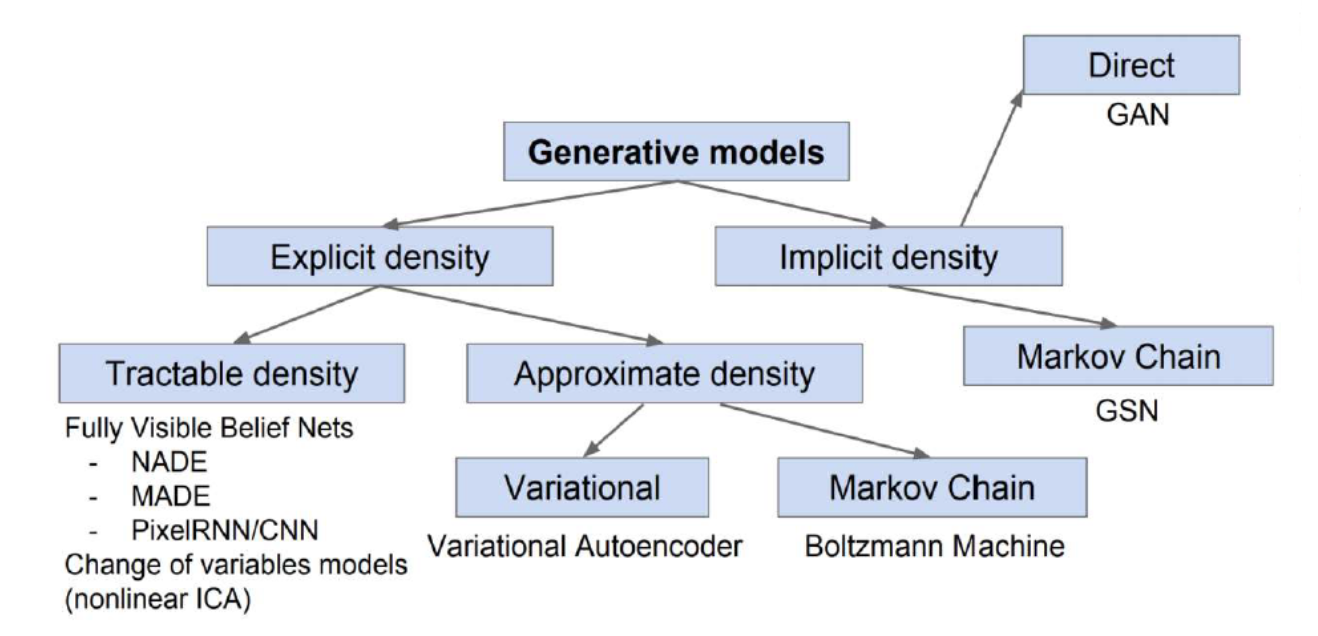 Direct
GAN
Generative models
Explicit density
Implicit density
Tractable density
Approximate density
Markov Chain
GSN
Fully Visible Belief Nets
- NADE
- MADE
- PixelRNN/CNN
Change of variables models
(nonlinear ICA)
Variational
Variational Autoencoder
Markov Chain
Boltzmann Machine